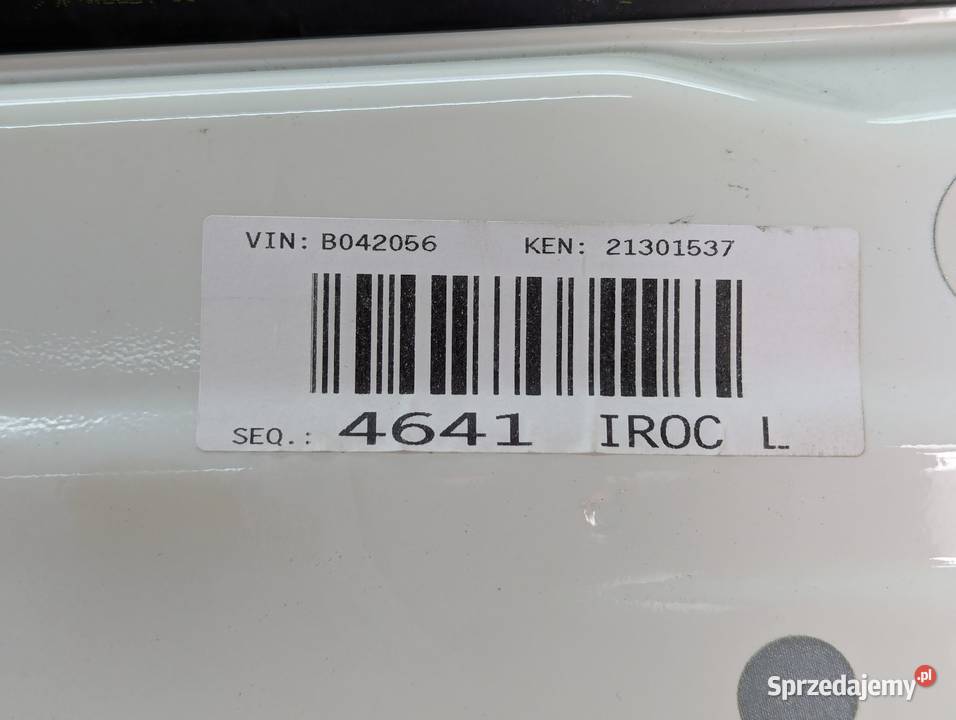 VIN: B042056 KEN: 21301537
SEQ.: 4641 IROC L
Sprzedajemy.pl